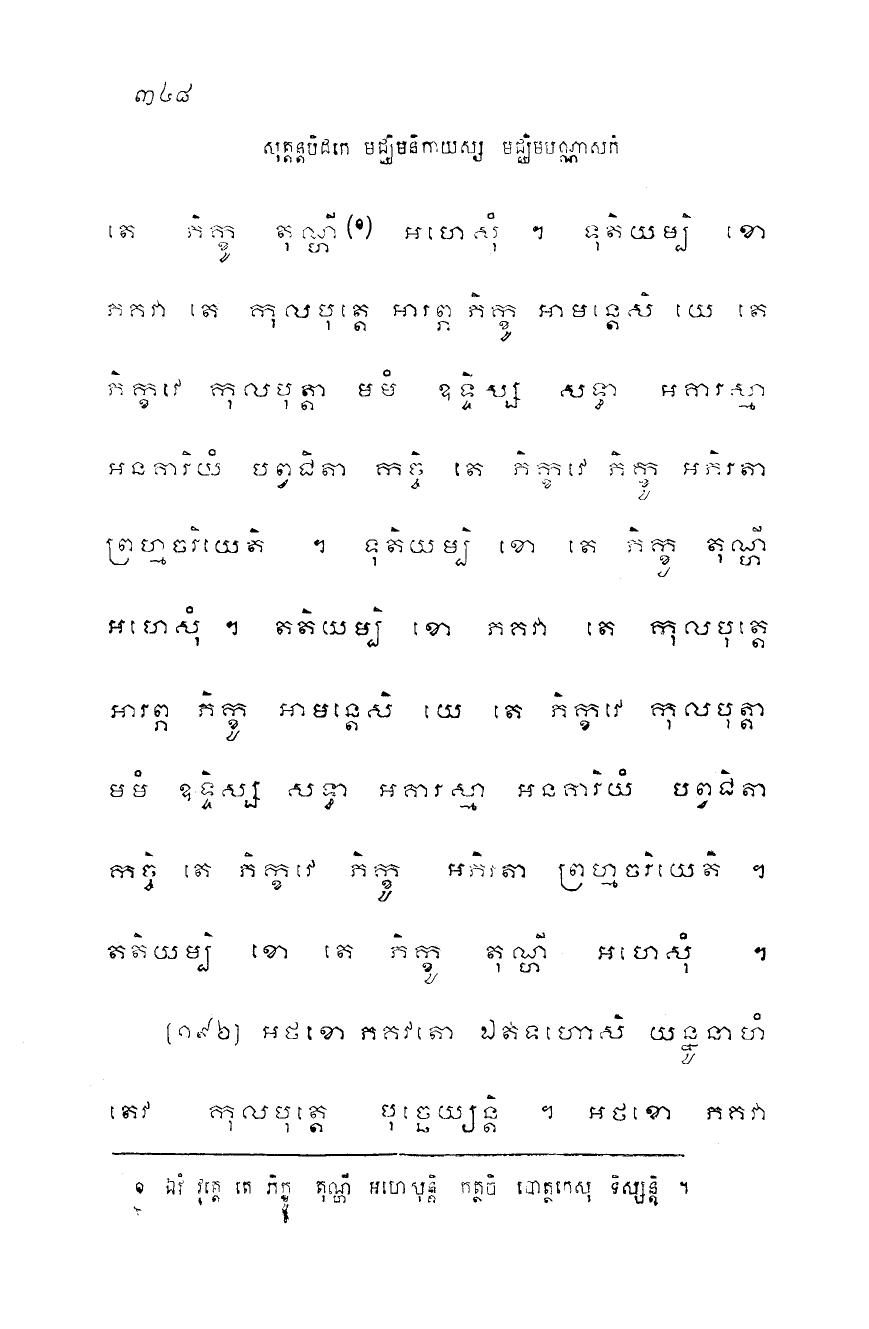 ៣៤៨
សុត្តន្តបិដកេ មជ្ឈិមនិកាយស្ស មជ្ឈិមបណ្ណាសកំ
តេ ភិក្ខូ តុណ្ហី (១) អហេសុំ ។ ទុតិយម្បិ ខោ
ភគវា តេ កុលបុត្តេ អារព្ភ ភិក្ខូ អាមន្តេសិ យេ តេ
ភិក្ខវេ កុលបុត្តា មមំ ឧទ្ទិស្ស សទ្ធា អគារស្មា
អនគារិយំ បព្វជិតា កច្ចិ តេ ភិក្ខវេ ភិក្ខូ អភិរតា
ព្រហ្មចរិយេតិ ។ ទុតិយម្បិ ខោ តេ ភិក្ខូ តុណ្ហី
អហេសុំ ។ តតិយម្បិ ខោ ភគវា តេ កុលបុត្តេ
អារព្ភ ភិក្ខូ អាមន្តេសិ យេ តេ ភិក្ខវេ កុលបុត្តា
មមំ ឧទ្ទិស្ស សទ្ធា អគារស្មា អនគារិយំ បព្វជិតា
កច្ចិ តេ ភិក្ខវេ ភិក្ខូ អភិរតា ព្រហ្មចរិយេតិ ។
តតិយម្បិ ខោ តេ ភិក្ខូ តុណ្ហី អហេសុំ ។
[១៩២] អថខោ ភគវតោ ឯតទហោសិ យន្នូនាហំ
តេវ កុលបុត្តេ បុច្ឆេយ្យន្តិ ។ អថខោ ភគវា
១ ឯវំ វុត្តេ តេ ភិក្ខូ តុណ្ហី អហេសុន្តិ កត្ថចិ បោត្ថកេសុ ទិស្សន្តិ ។